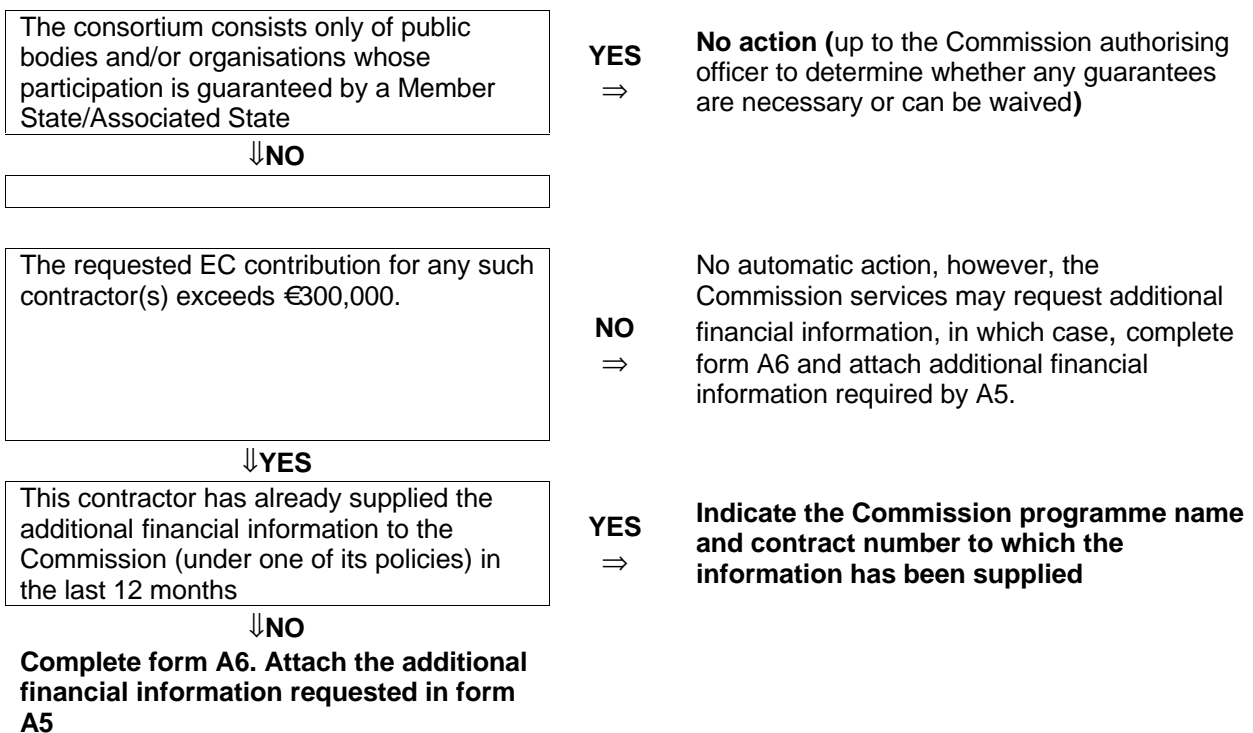 The consortium consists only of public
bodies and/or organisations whose
participation is guaranteed by a Member
State/Associated State
YES
⇒
No action (up to the Commission authorising
officer to determine whether any guarantees
are necessary or can be waived)
⇓NO
The requested EC contribution for any such
contractor(s) exceeds €300,000.
NO
⇒
No automatic action, however, the
Commission services may request additional
financial information, in which case, complete
form A6 and attach additional financial
information required by A5.
⇓YES
This contractor has already supplied the
additional financial information to the
Commission (under one of its policies) in
the last 12 months
YES
⇒
Indicate the Commission programme name
and contract number to which the
information has been supplied
⇓NO
Complete form A6. Attach the additional
financial information requested in form
A5